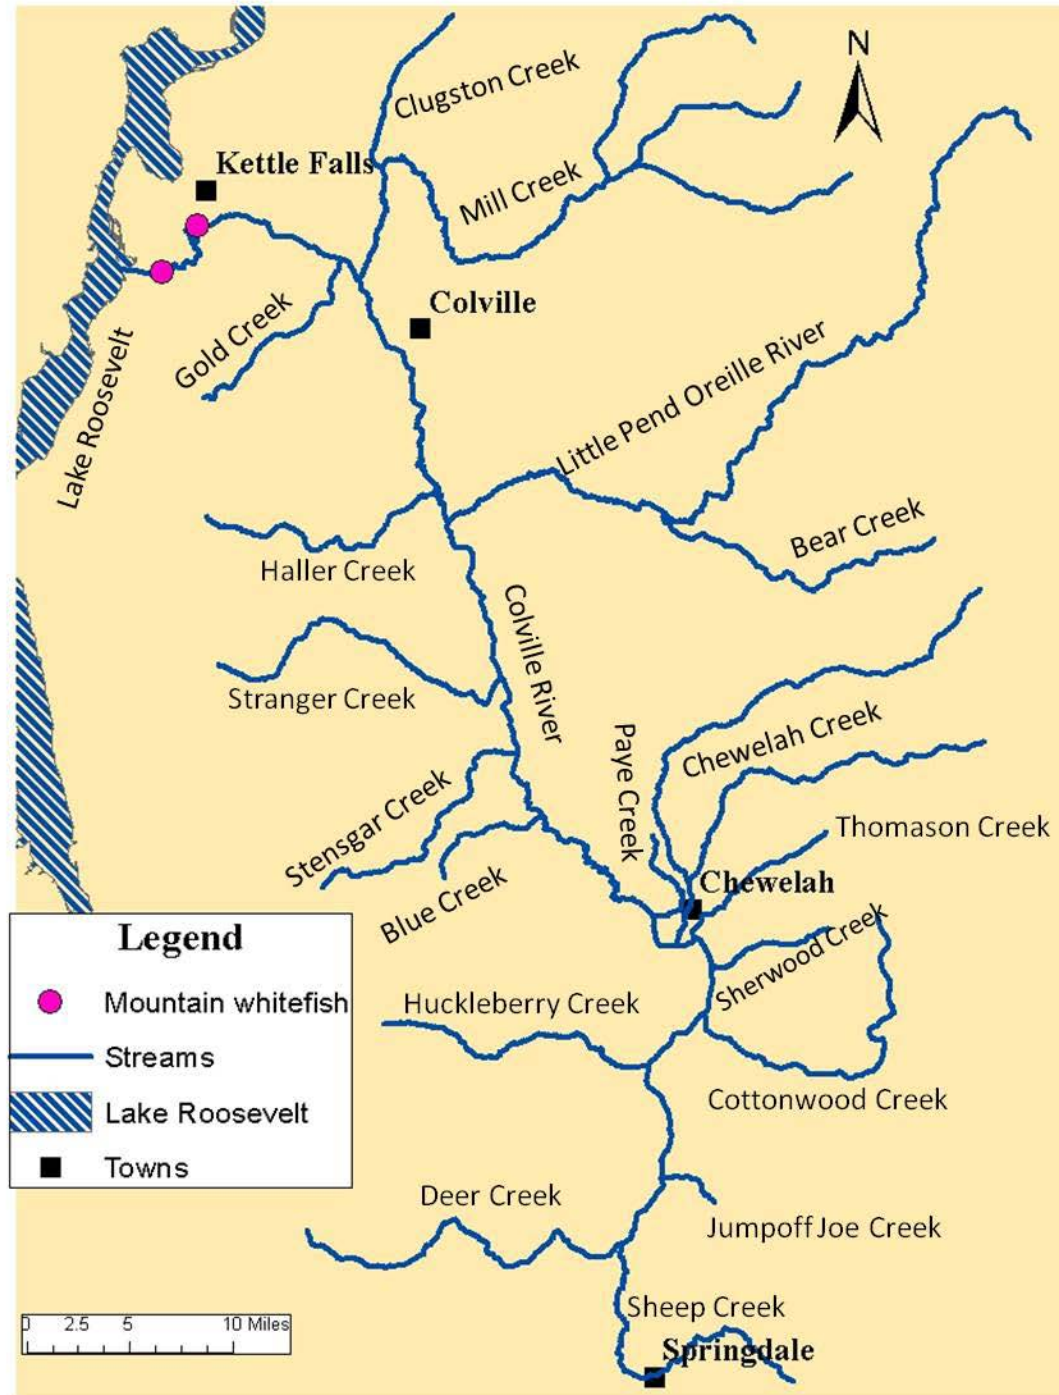 N
Clugston Creek
Kettle Falls
Mill Creek
Colville
Gold Creek
Lake Roosevelt
Little Pend Oreille River
Bear Creek
Haller Creek
Colville River
Stranger Creek
Paye Creek
Chewelah Creek
Stensgar Creek
Thomason Creek
Blue Creek
Chewelah
Sherwood Creek
Huckleberry Creek
Cottonwood Creek
Deer Creek
Jumpoff Joe Creek
Sheep Creek
Springdale
Legend
Mountain whitefish
Streams
Lake Roosevelt
Towns
0 2.5 5 10 Miles